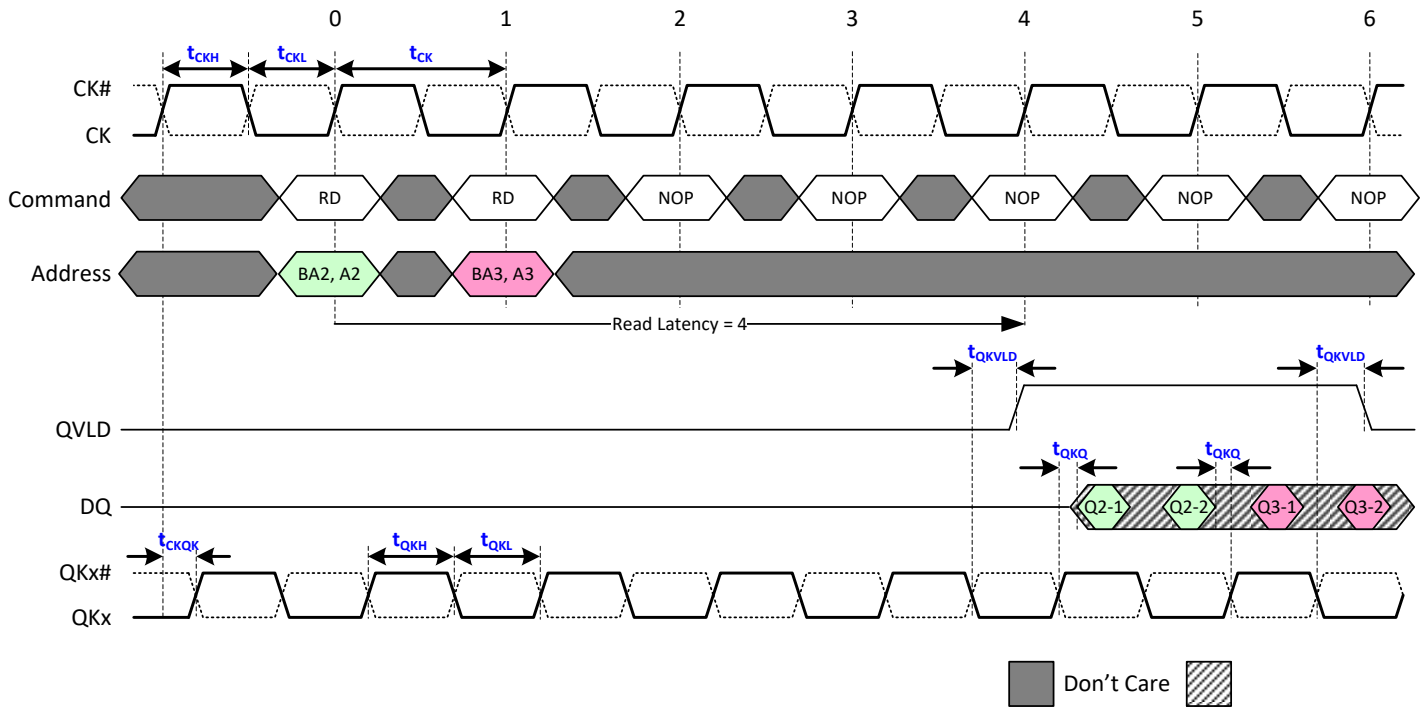 0 1 2 3 4 5 6
tCKH tCKL tCK
CK#
CK
Command RD RD NOP NOP NOP NOP NOP
Address BA2, A2 BA3, A3
Read Latency = 4
tQKVLD tQKVLD
QVLD
tQKQ tQKQ
DQ Q2-1 Q2-2 Q3-1 Q3-2
tCKQK tQKH tQKL
QKx#
QKx
Don't Care